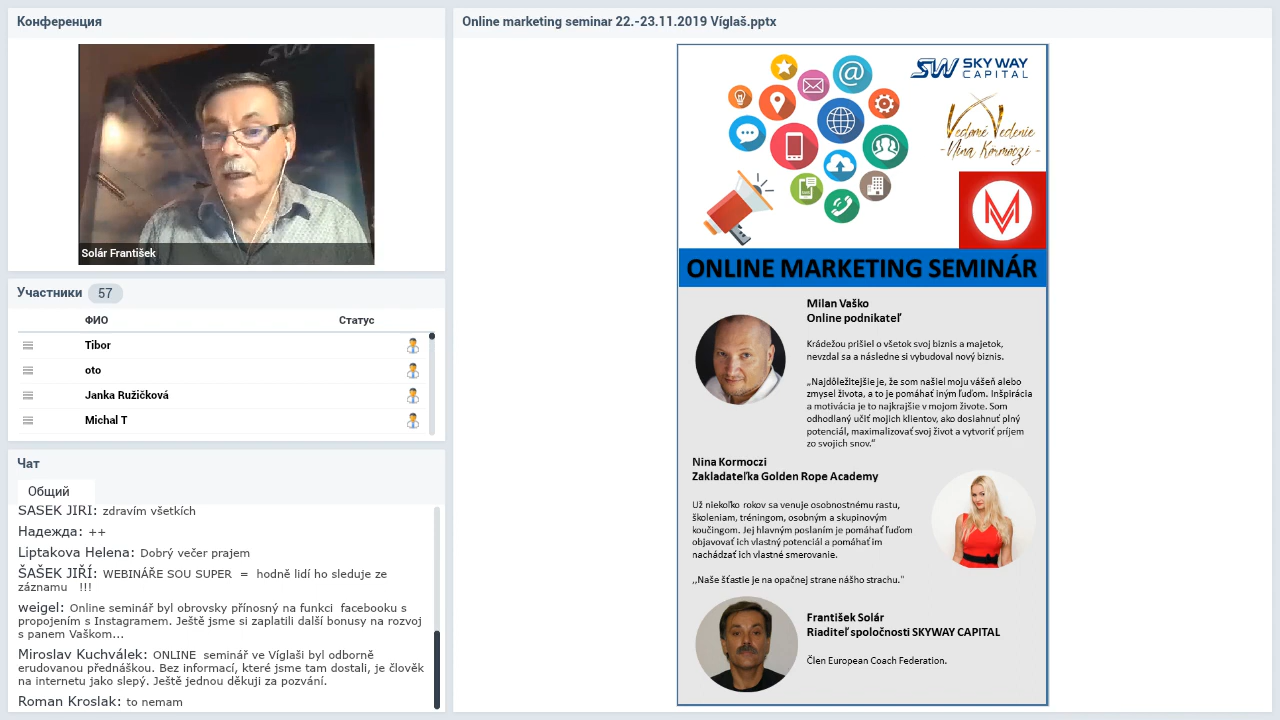 Конференция
Solár František
Участники 57
ФИО Статус
Tibor
oto
Janka Ružičková
Michal T
Чат
Общий
ŠAŠEK JIŘÍ: zdravím všetkích
Надежда: ++
Liptakova Helena: Dobrý večer prajem
ŠAŠEK JIŘÍ: WEBINÁŘE SOU SUPER = hodně lidí ho sleduje ze
záznamu !!!
weigel: Online seminář byl obrovsky přínosný na funkci facebooku s
propojením s Instagramem. Ještě jsme si zaplatili další bonusy na rozvoj
s panem Vaškom...
Miroslav Kuchválek: ONLINE seminář ve Víglaši byl odborně
erudovanou přednáškou. Bez informací, které jsme tam dostali, je člověk
na internetu jako slepý. Ještě jednou děkuji za pozvání.
Roman Kroslak: to nemam
Online marketing seminar 22.-23.11.2019 Víglaš.pptx
SW SKY WAY
CAPITAL
Vedomé Vedenie
- Nina Kormoczi -
M
ONLINE MARKETING SEMINÁR
Milan Vaško
Online podnikateľ
Krádežou prišiel o všetok svoj biznis a majetok,
nevzdal sa a následne si vybudoval nový biznis.
„Najdôležitejšie je, že som našiel moju vášeň alebo
zmysel života, a to je pomáhať iným ľuďom. Inšpirácia
a motivácia je to najkrajšie v mojom živote. Som
odhodlaný učiť mojich klientov, ako dosiahnuť plný
potenciál, maximalizovať svoj život a vytvoriť príjem
zo svojich snov.“
Nina Kormoczi
Zakladateľka Golden Rope Academy
Už niekoľko rokov sa venuje osobnostnému rastu,
školeniam, tréningom, osobným a skupinovým
koučingom. Jej hlavným poslaním je pomáhať ľuďom
objavovať ich vlastný potenciál a pomáhať im
nachádzať ich vlastné smerovanie.
,,Naše šťastie je na opačnej strane nášho strachu."
František Solár
Riaditeľ spoločnosti SKYWAY CAPITAL
Člen European Coach Federation.